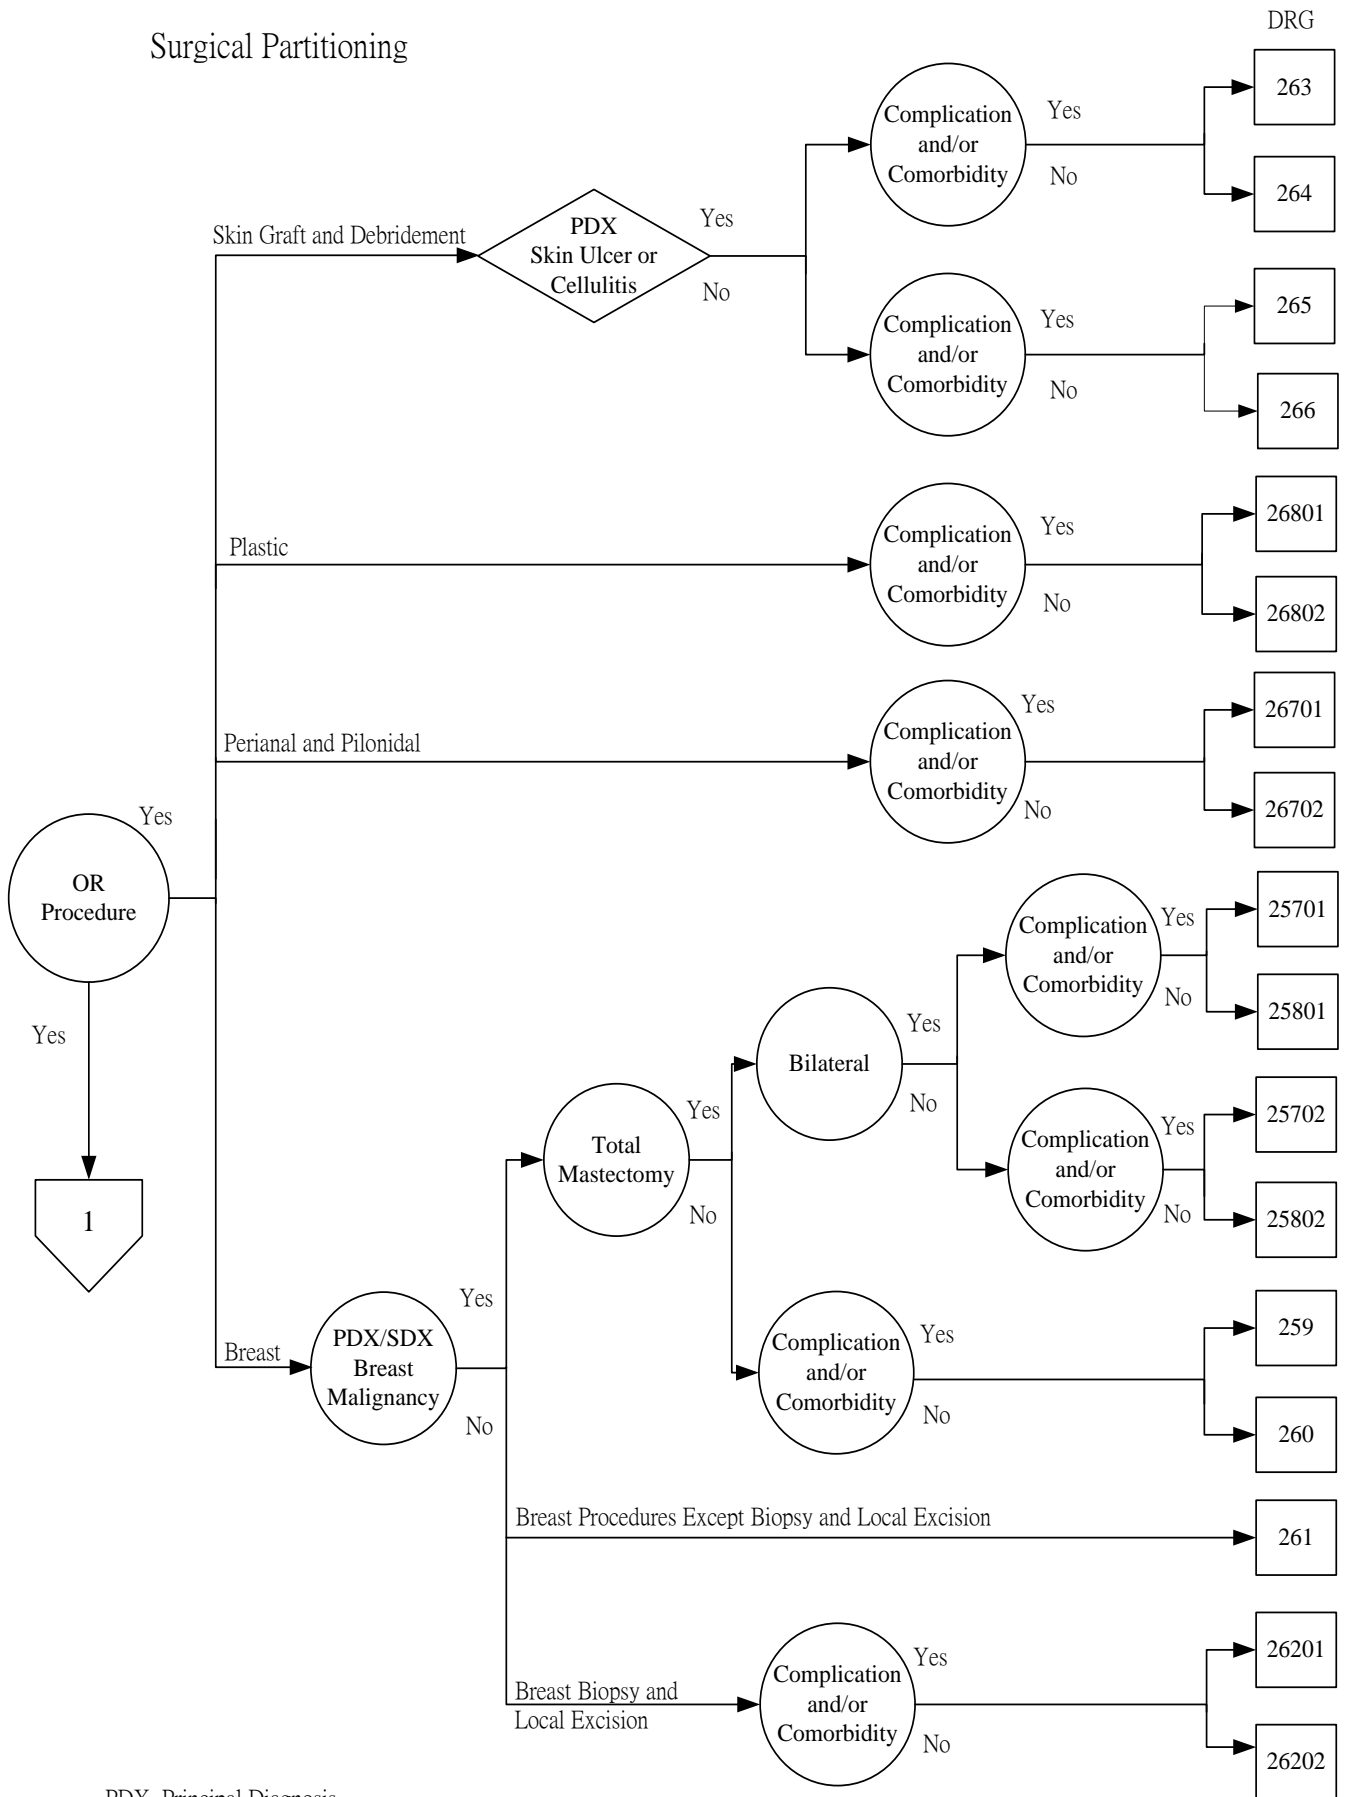 DRG
Surgical Partitioning
263
Complication
and/or
Comorbidity
Yes
No
264
Skin Graft and Debridement
PDX
Skin Ulcer or
Cellulitis
Yes
No
265
Complication
and/or
Comorbidity
Yes
No
266
26801
Plastic
Complication
and/or
Comorbidity
Yes
No
26802
26701
Perianal and Pilonidal
Complication
and/or
Comorbidity
Yes
No
26702
Yes
OR
Procedure
Yes
1
25701
Complication
and/or
Comorbidity
Yes
No
25801
Bilateral
Yes
No
25702
Complication
and/or
Comorbidity
Yes
No
25802
Total
Mastectomy
Yes
No
259
Complication
and/or
Comorbidity
Yes
No
260
Breast
PDX/SDX
Breast
Malignancy
Yes
No
Breast Procedures Except Biopsy and Local Excision
261
26201
Breast Biopsy and
Local Excision
Complication
and/or
Comorbidity
Yes
No
26202
PDX Principal Diagnosis